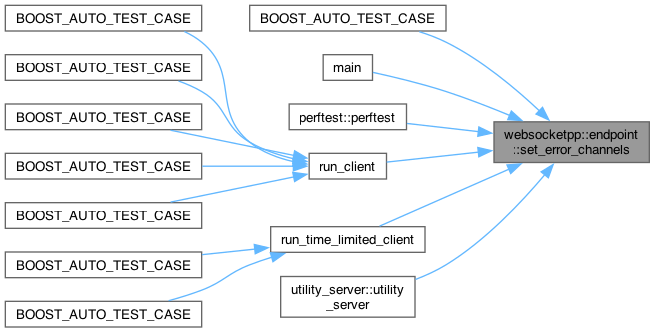 BOOST_AUTO_TEST_CASE
BOOST_AUTO_TEST_CASE
BOOST_AUTO_TEST_CASE
BOOST_AUTO_TEST_CASE
BOOST_AUTO_TEST_CASE
BOOST_AUTO_TEST_CASE
BOOST_AUTO_TEST_CASE
BOOST_AUTO_TEST_CASE
main
perftest::perftest
run_client
run_time_limited_client
utility_server::utility
_server
websocketpp::endpoint
::set_error_channels